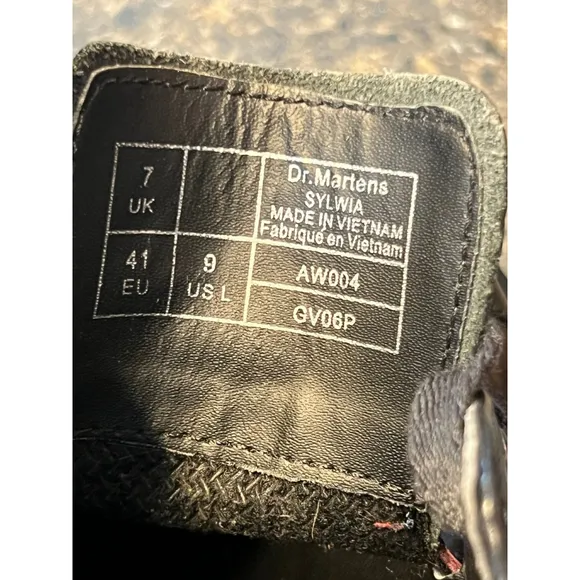 7
UK
41
EU
9
US L
Dr.Martens
SYLWIA
MADE IN VIETNAM
Fabriqué en Vietnam
AW004
GV06P